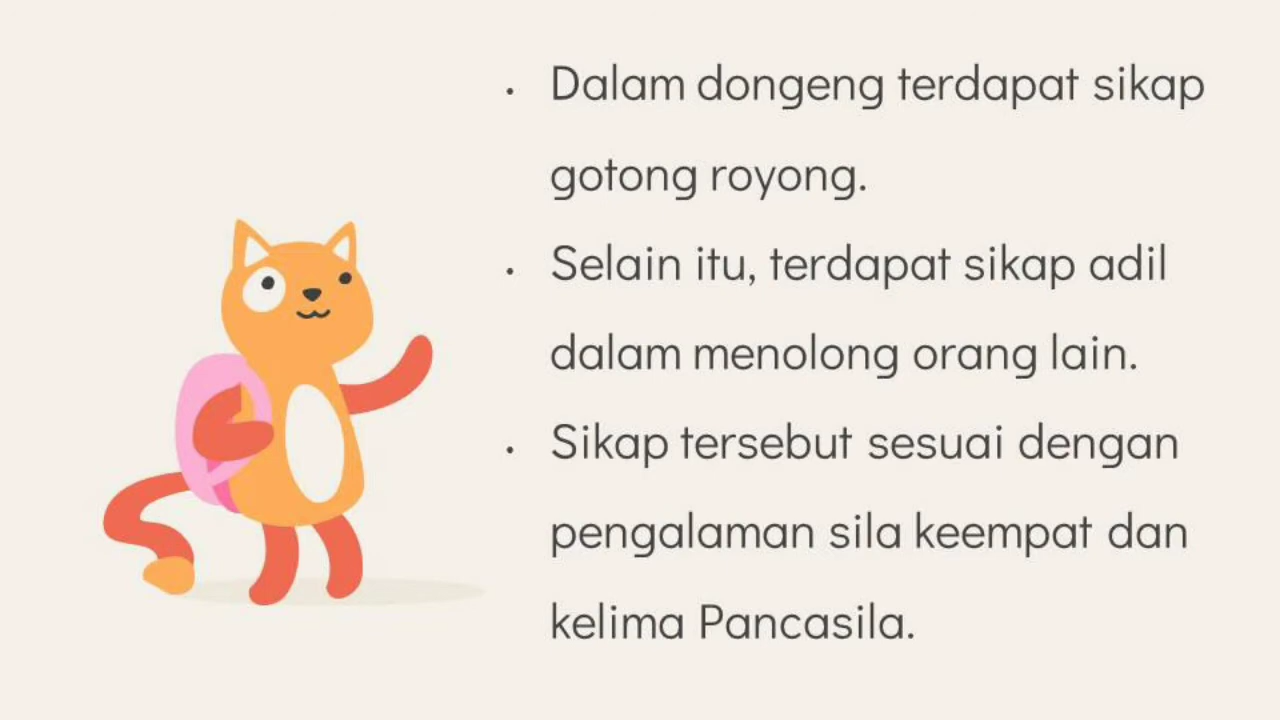 • Dalam dongeng terdapat sikap
gotong royong.
• Selain itu, terdapat sikap adil
dalam menolong orang lain.
• Sikap tersebut sesuai dengan
pengalaman sila keempat dan
kelima Pancasila.